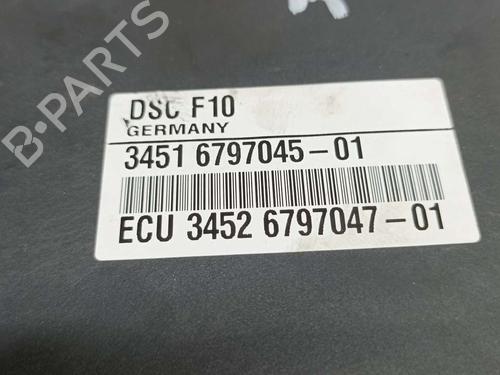 DSC F10
GERMANY
3451 6797045-01
ECU 3452 6797047-01
B-PARTS